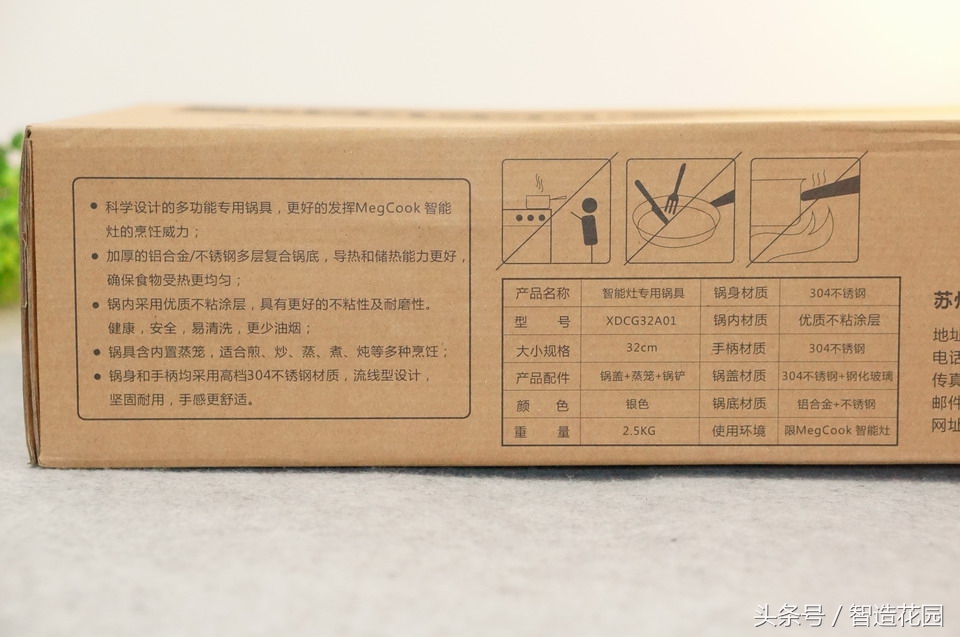 ● 科学设计的多功能专用锅具，更好的发挥MegCook 智能
灶的烹饪威力；
● 加厚的铝合金/不锈钢多层复合锅底，导热和储热能力更好，
确保食物受热更均匀；
● 锅内采用优质不粘涂层，具有更好的不粘性及耐磨性。
健康，安全，易清洗，更少油烟；
● 锅具含内置蒸笼，适合煎、炒、蒸、煮、炖等多种烹饪；
● 锅身和手柄均采用高档304不锈钢材质，流线型设计，
坚固耐用，手感更舒适。
产品名称 智能灶专用锅具 锅身材质 304不锈钢
型 号 XDCG32A01 锅内材质 优质不粘涂层
大小规格 32cm 手柄材质 304不锈钢
产品配件 锅盖+蒸笼+锅铲 锅盖材质 304不锈钢+钢化玻璃
颜 色 银色 锅底材质 铝合金+不锈钢
重 量 2.5KG 使用环境 限MegCook 智能灶
苏
地址
电话
传真
邮件
网址
头条号 / 智造花园